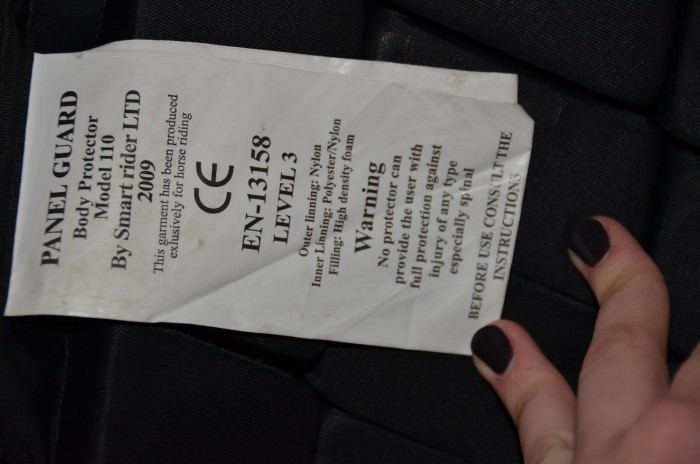 PANEL GUARD
Body Protector
Model 110
By Smart rider LTD
2009
This garment has been produced
exlusively for horse riding
CE
EN-13158
LEVEL 3
Outer linning: Nylon
Inner Linning: Polyester/Nylon
Filling: High density foam
Warning
No protector can
provide the user with
full protection against
injury of any type
especially spinal
BEFORE USE CONSULT THE
INSTRUCTIONS